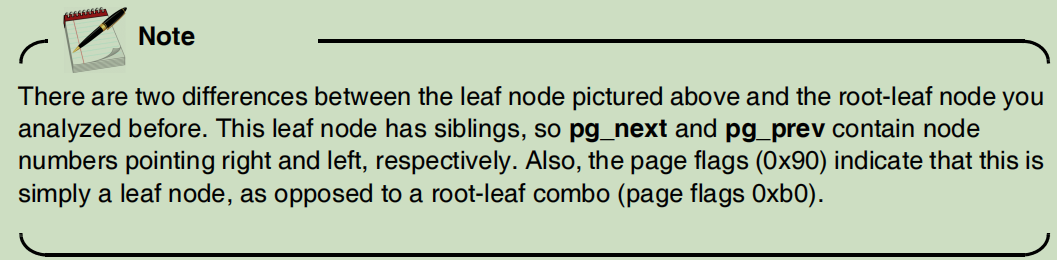 Note
There are two differences between the leaf node pictured above and the root-leaf node you
analyzed before. This leaf node has siblings, so pg_next and pg_prev contain node
numbers pointing right and left, respectively. Also, the page flags (0x90) indicate that this is
simply a leaf node, as opposed to a root-leaf combo (page flags 0xb0).